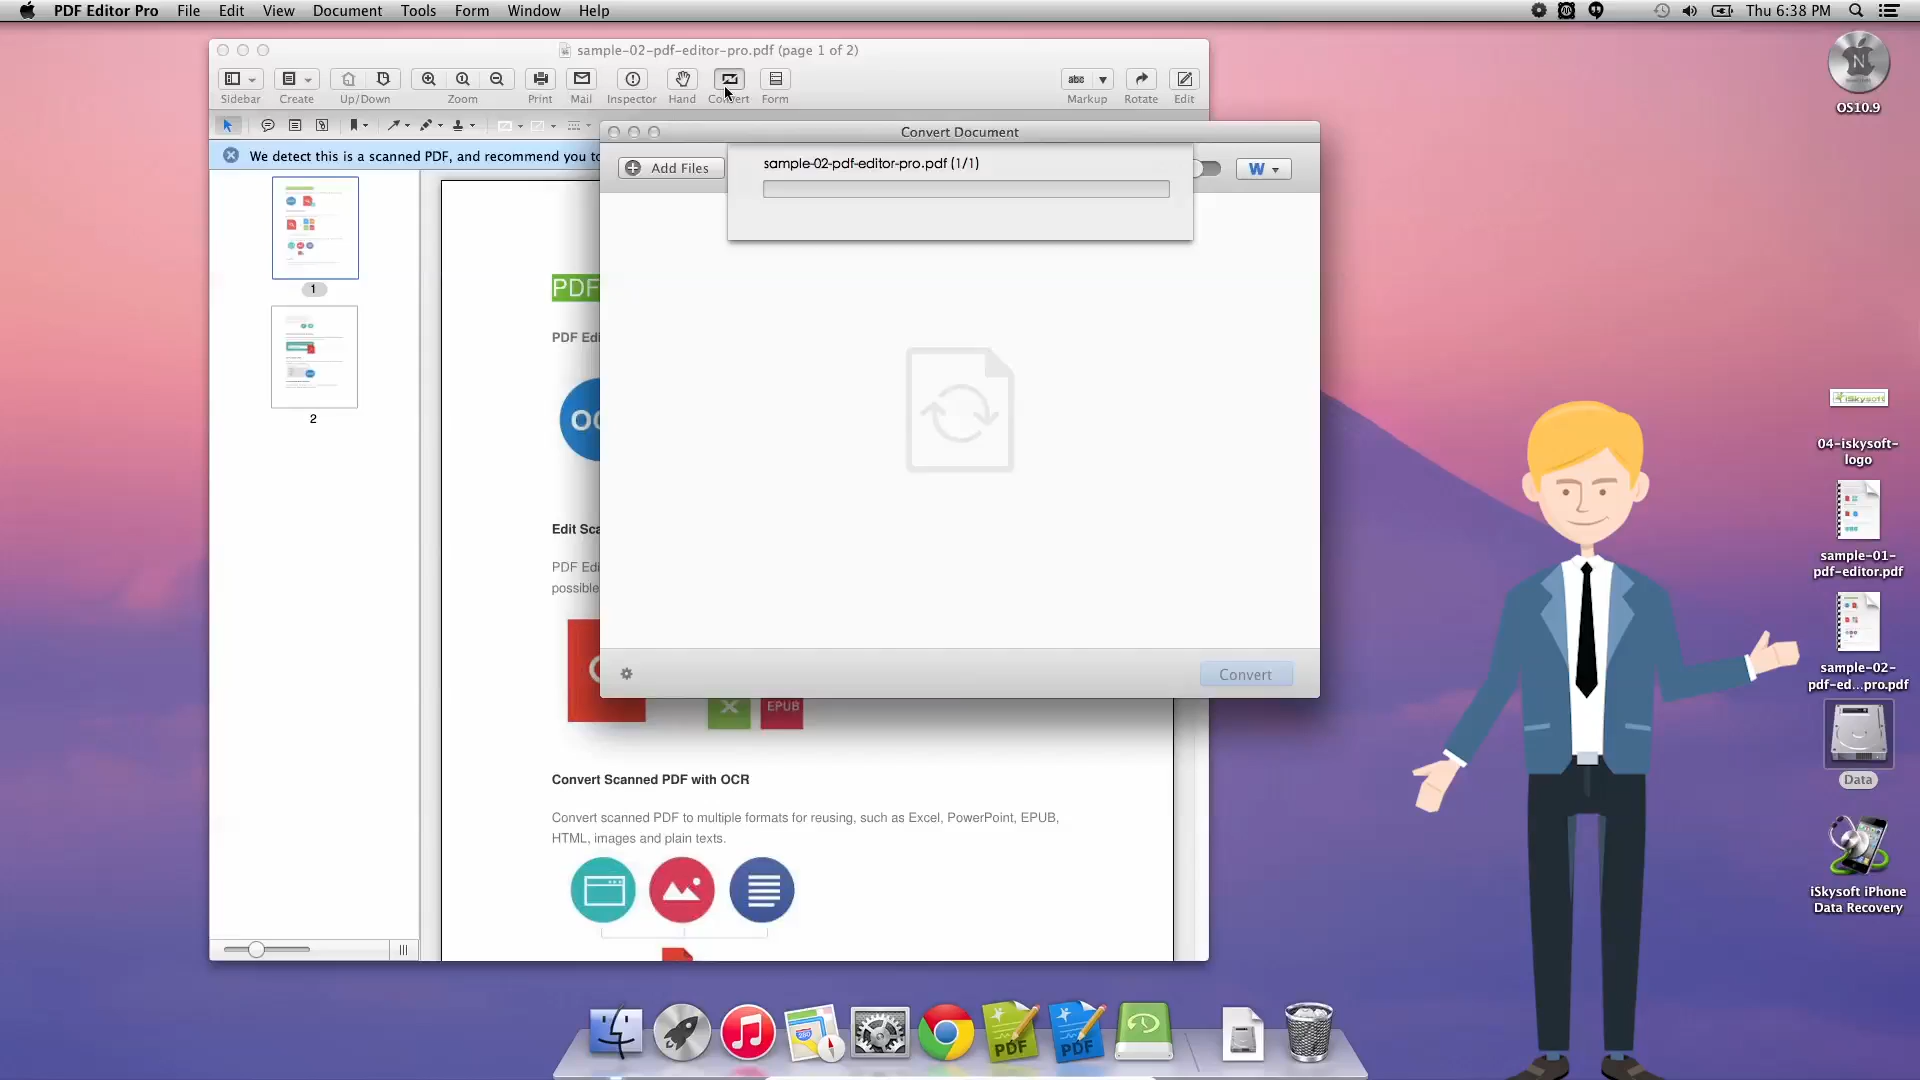 PDF Editor Pro File Edit View Document Tools Form Window Help
Thu 6:38 PM
sample-02-pdf-editor-pro.pdf (page 1 of 2)
abc
Sidebar Create Up/Down Zoom Print Mail Inspector Hand Convert Form Markup Rotate Edit
We detect this is a scanned PDF, and recommend you to
Convert Document
Add Files
sample-02-pdf-editor-pro.pdf (1/1)
W
1
2
PDF
PDF Edi
OC
Edit Sca
PDF Edi
possible
Convert
X
EPUB
Convert Scanned PDF with OCR
Convert scanned PDF to multiple formats for reusing, such as Excel, PowerPoint, EPUB,
HTML, images and plain texts.
N
OS10.9
iSkysoft
04-iskysoft-
logo
sample-01-
pdf-editor.pdf
sample-02-
pdf-ed...pro.pdf
Data
iSkysoft iPhone
Data Recovery
PDF
PDF